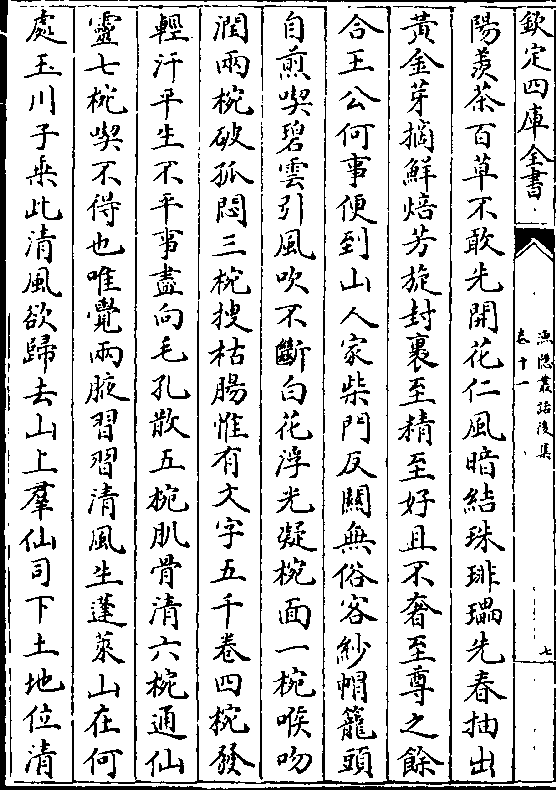 欽定四庫全書
漁隠叢話後集
卷十一
七
陽羨茶百草不敢先開花仁風暗結珠琲瓃先春抽出
黃金芽摘鮮焙芳旋封裹至精至好且不奢至尊之餘
合王公何事便到山人家柴門反關無俗客紗帽籠頭
自煎喫碧雲引風吹不斷白花浮光凝椀面一椀喉吻
潤兩椀破孤悶三椀搜枯腸惟有文字五千卷四椀發
輕汗平生不平事盡向毛孔散五椀肌骨清六椀通仙
靈七椀喫不得也唯覺兩腋習習清風生蓬萊山在何
處玉川子乗此清風欲歸去山上羣仙司下土地位清